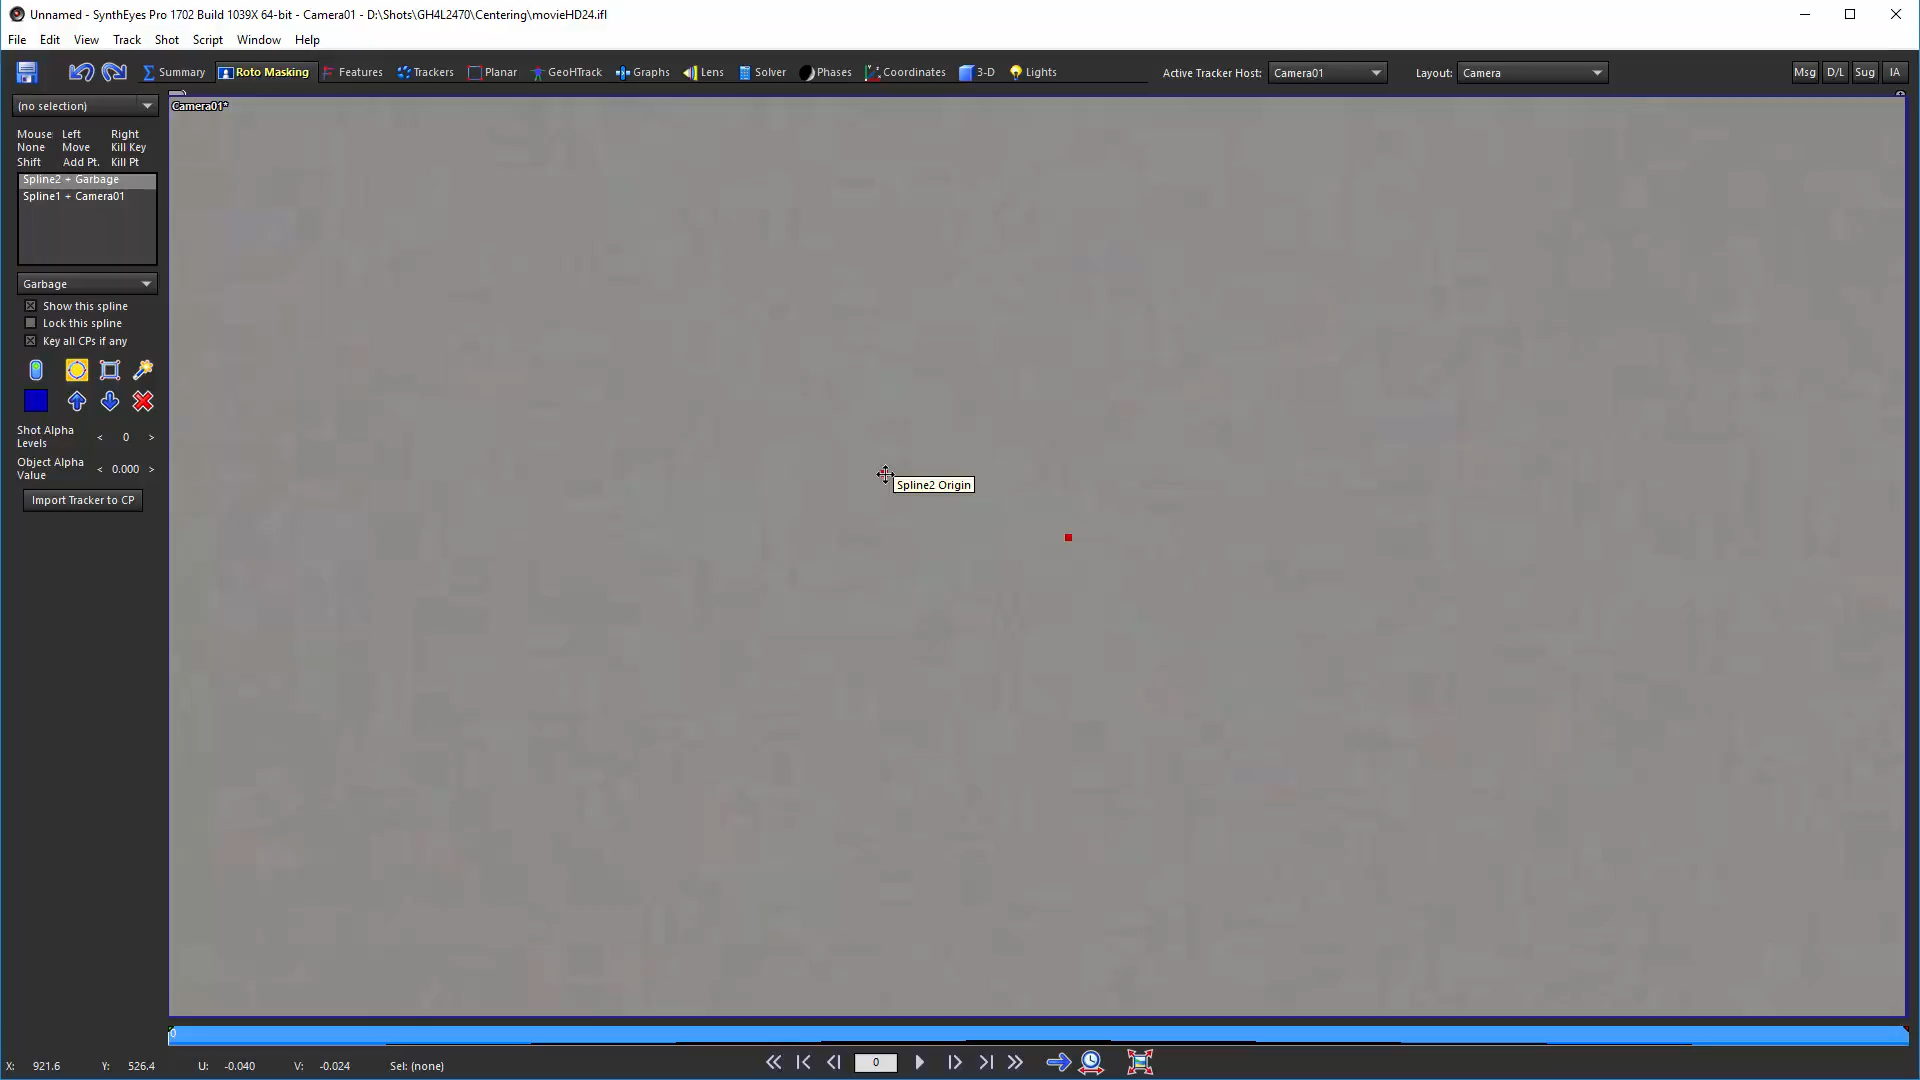 Unnamed - SynthEyes Pro 1702 Build 1039X 64-bit - Camera01 - D:\Shots\GH4L2470\Centering\movieHD24.ifl
File Edit View Track Shot Script Window Help
Summary Roto Masking Features Trackers Planar GeoHTrack Graphs Lens Solver Phases Coordinates 3-D Lights Active Tracker Host: Camera01 Layout: Camera Msg D/L Sug IA
(no selection)
Camera01*
Mouse Left Right
None Move Kill Key
Shift Add Pt. Kill Pt
Spline2 + Garbage
Spline1 + Camera01
Garbage
Show this spline
Lock this spline
Key all CPs if any
Shot Alpha
Levels < 0 >
Object Alpha
Value < 0.000 >
Import Tracker to CP
Spline2 Origin
0
X: 921.6 Y: 526.4 U: -0.040 V: -0.024 Sel: (none) 0